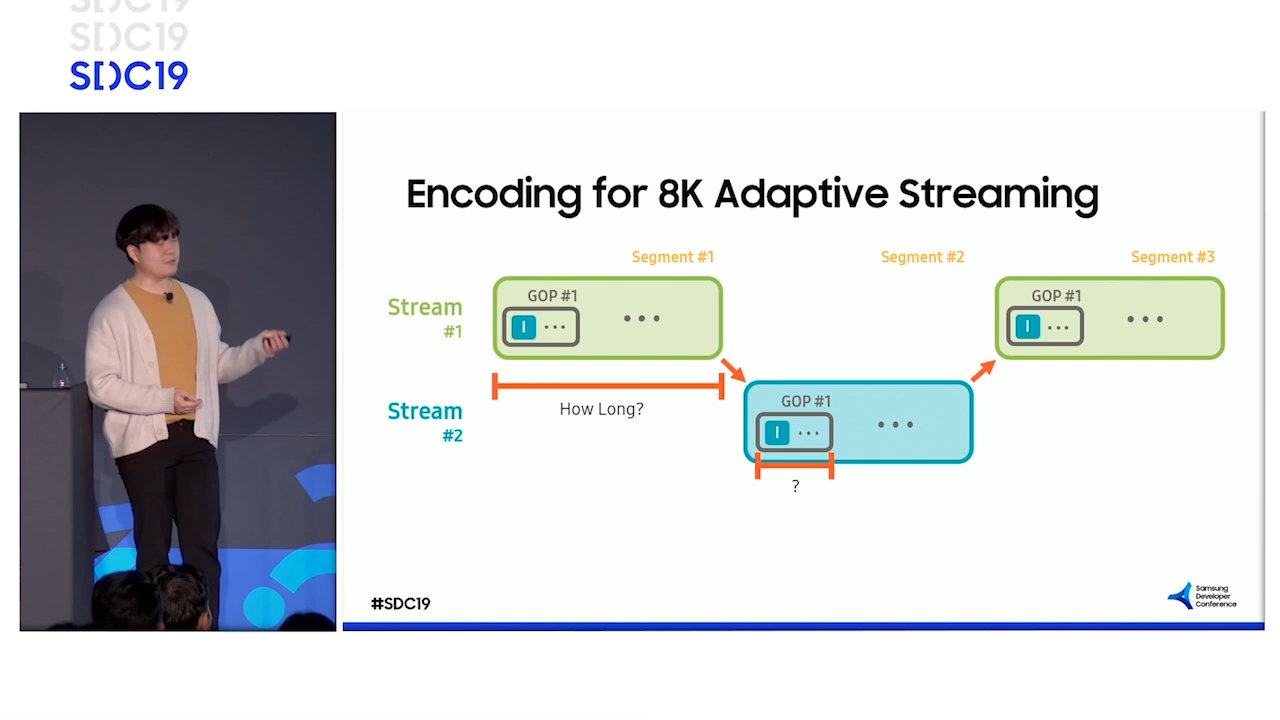 SDC19
SDC19
SDC19
Encoding for 8K Adaptive Streaming
Segment #1
Segment #2
Segment #3
Stream
#1
GOP #1
I ...
...
GOP #1
I ...
...
How Long?
Stream
#2
GOP #1
I ...
...
?
#SDC19
Samsung
Developer
Conference